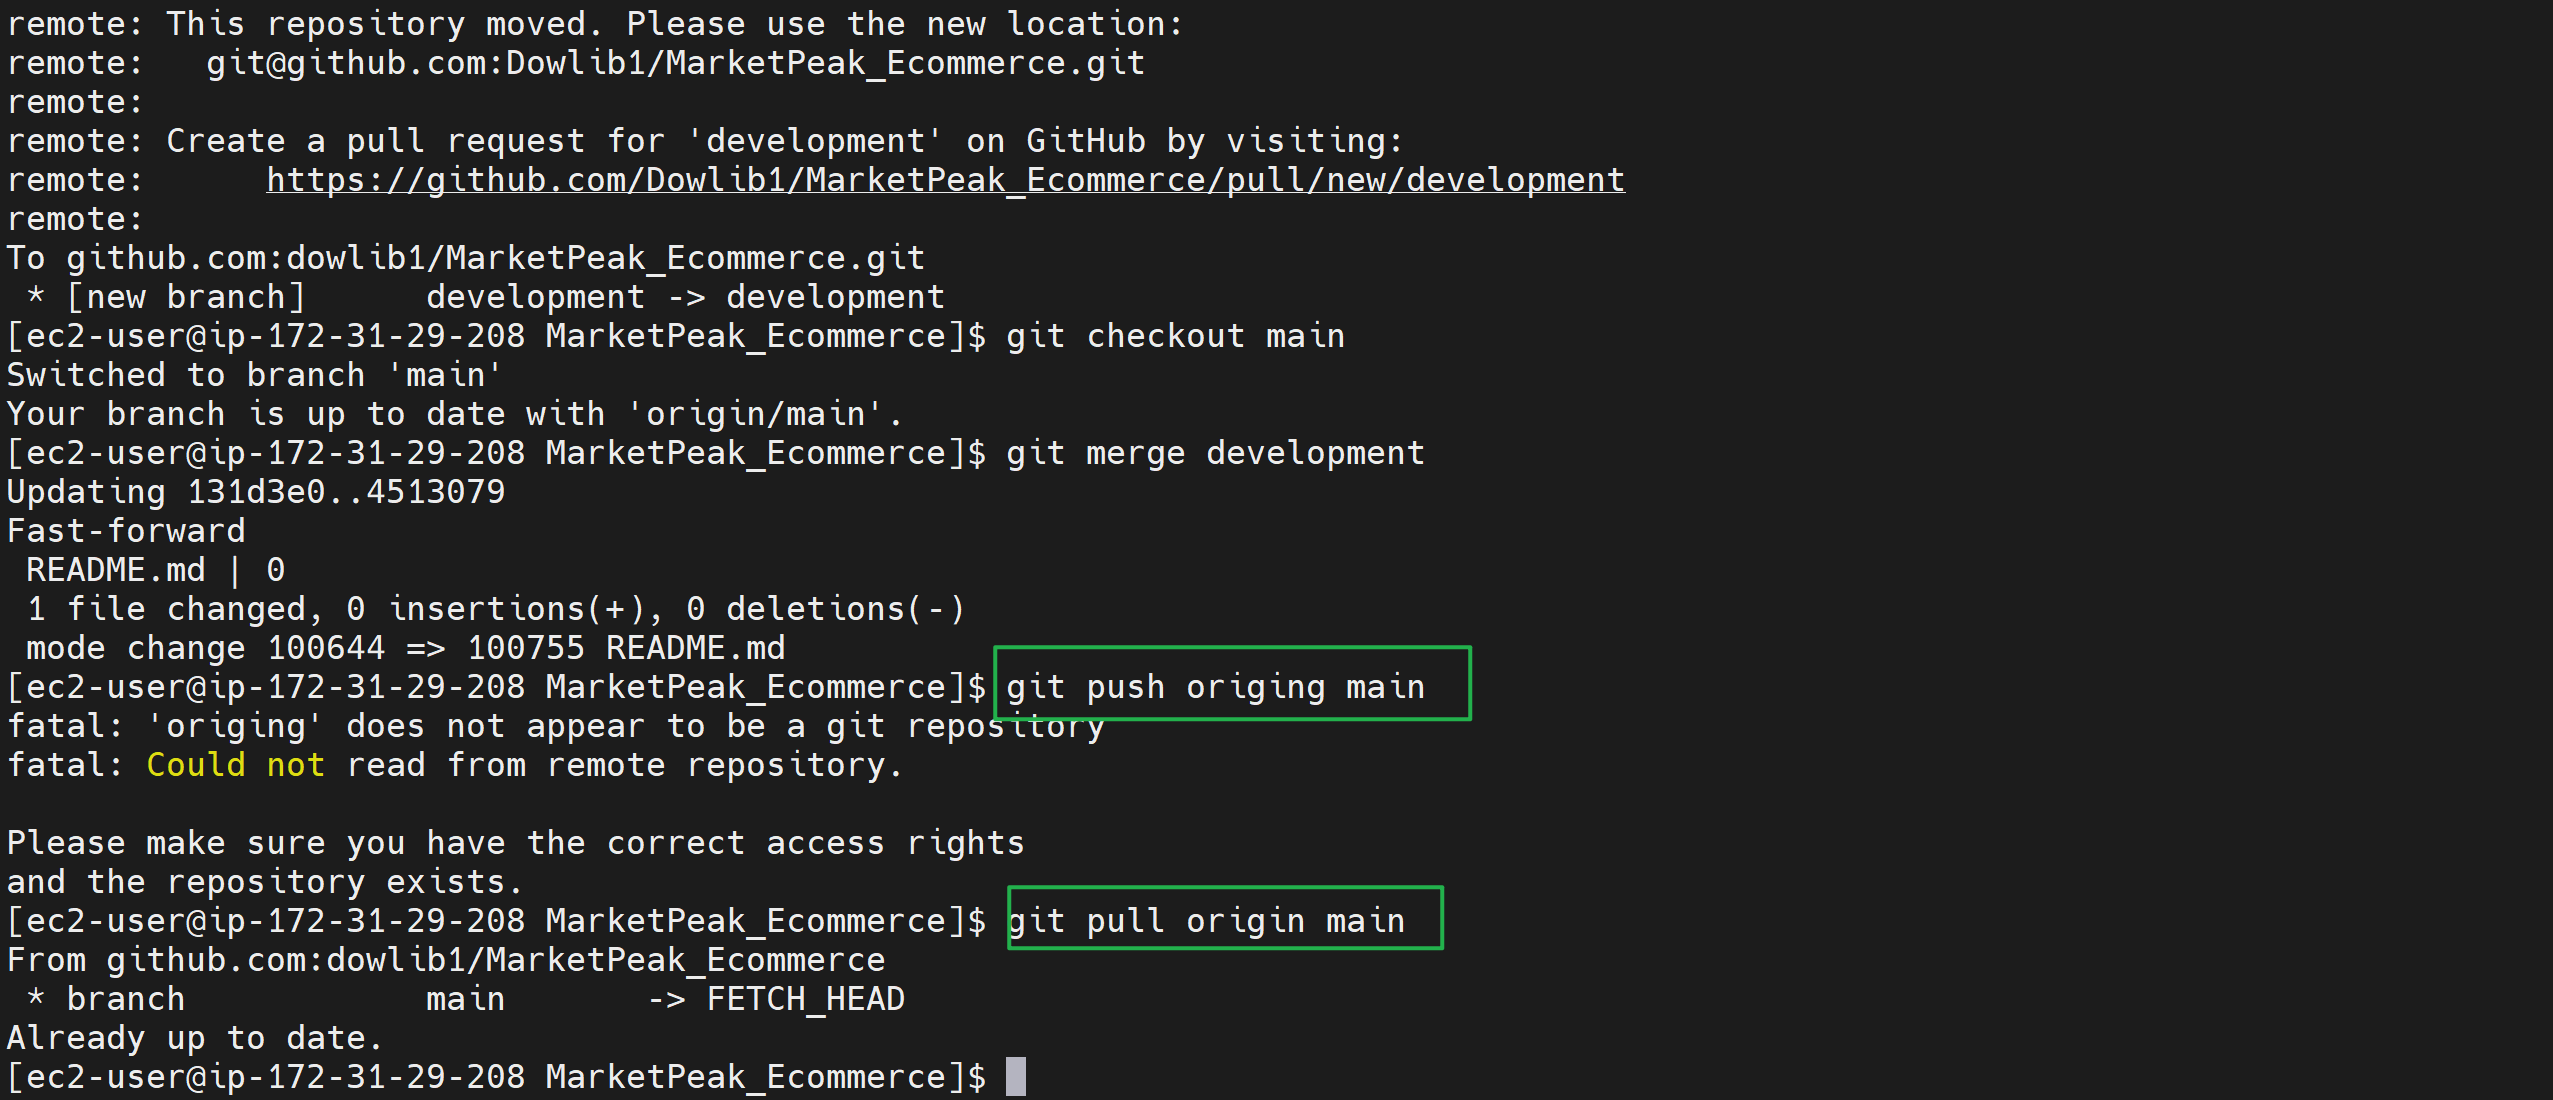 remote: This repository moved. Please use the new location:
remote:   git@github.com:Dowlib1/MarketPeak_Ecommerce.git
remote:
remote: Create a pull request for 'development' on GitHub by visiting:
remote:      https://github.com/Dowlib1/MarketPeak_Ecommerce/pull/new/development
remote:
To github.com:dowlib1/MarketPeak_Ecommerce.git
 * [new branch]      development -> development
[ec2-user@ip-172-31-29-208 MarketPeak_Ecommerce]$ git checkout main
Switched to branch 'main'
Your branch is up to date with 'origin/main'.
[ec2-user@ip-172-31-29-208 MarketPeak_Ecommerce]$ git merge development
Updating 131d3e0..4513079
Fast-forward
 README.md | 0
 1 file changed, 0 insertions(+), 0 deletions(-)
 mode change 100644 => 100755 README.md
[ec2-user@ip-172-31-29-208 MarketPeak_Ecommerce]$ git push origing main
fatal: 'origing' does not appear to be a git repository
fatal: Could not read from remote repository.

Please make sure you have the correct access rights
and the repository exists.
[ec2-user@ip-172-31-29-208 MarketPeak_Ecommerce]$ git pull origin main
From github.com:dowlib1/MarketPeak_Ecommerce
 * branch            main       -> FETCH_HEAD
Already up to date.
[ec2-user@ip-172-31-29-208 MarketPeak_Ecommerce]$